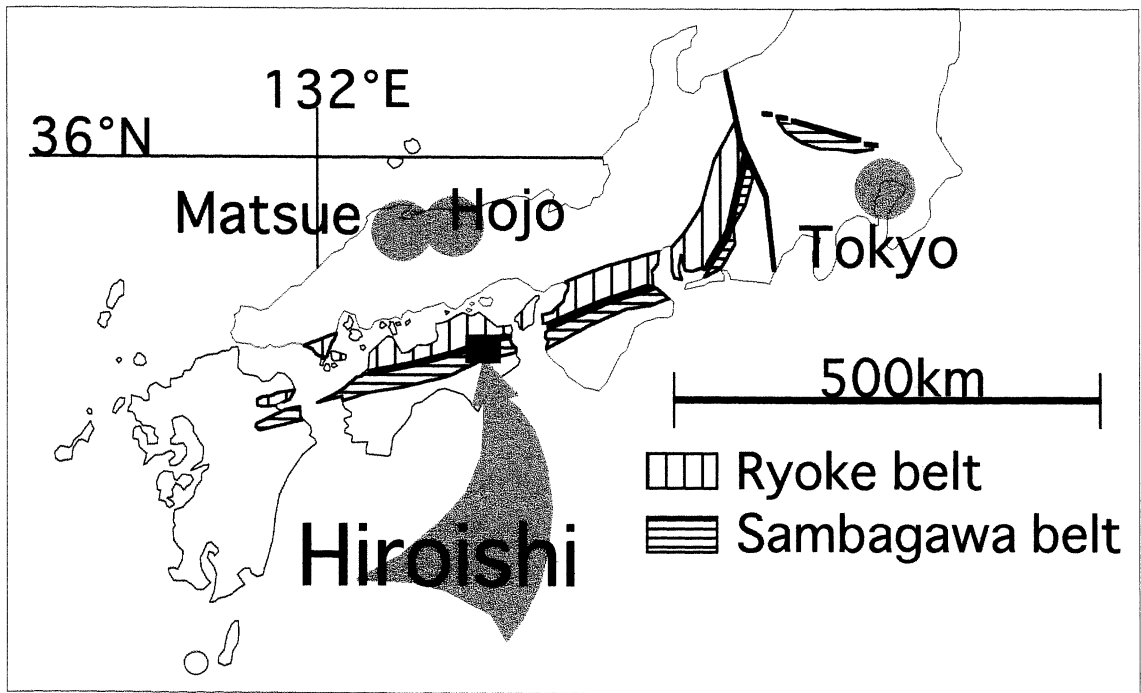 132°E
36°N
Matsue
Hojo
Tokyo
500km
Ryoke belt
Sambagawa belt
Hiroishi